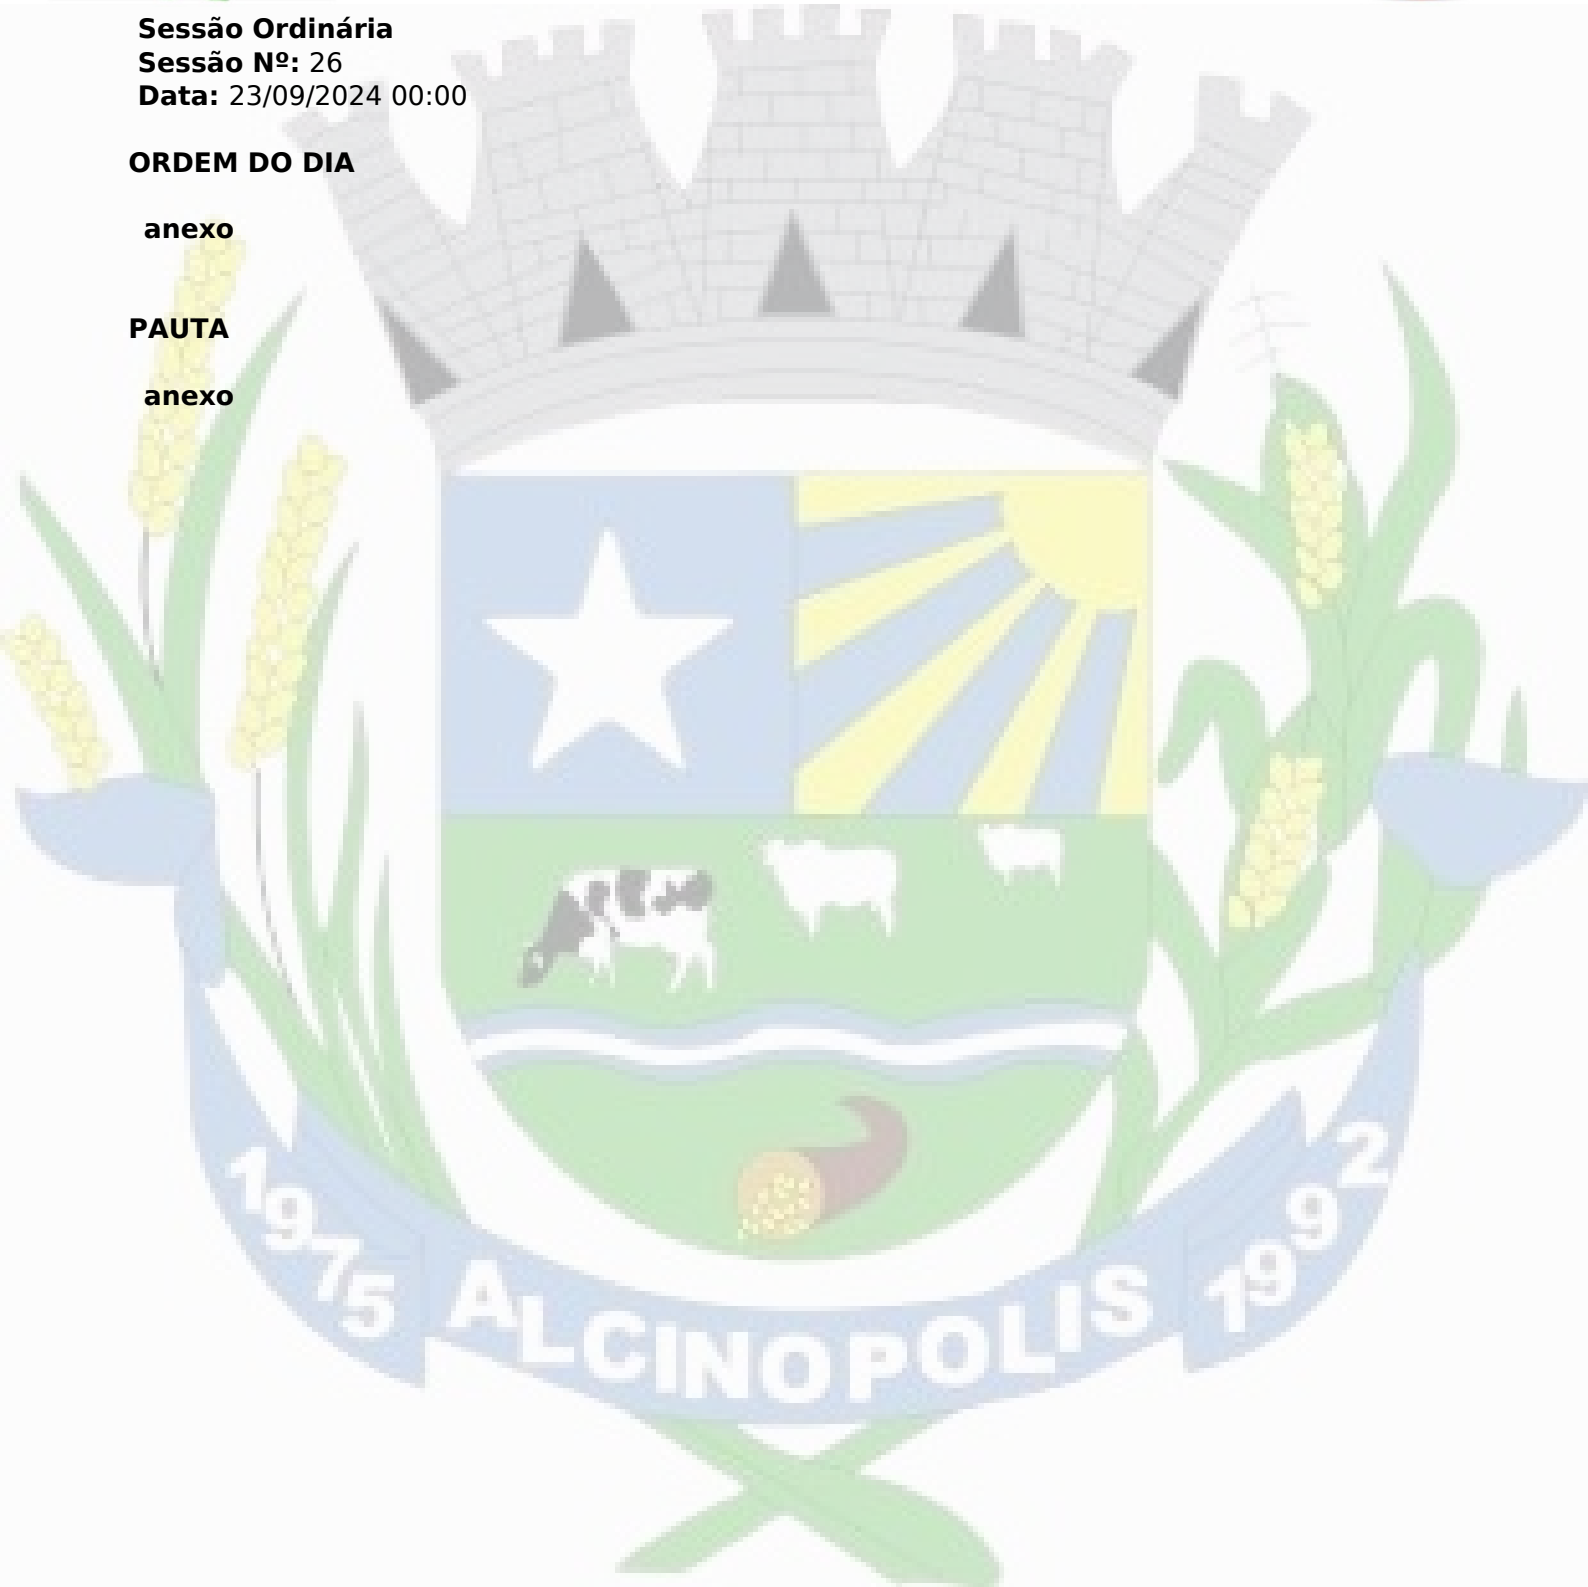 Sessão Ordinária
Sessão Nº: 26
Data: 23/09/2024 00:00
ORDEM DO DIA
anexo
PAUTA
anexo
1975 ALCINOPOLIS 1992